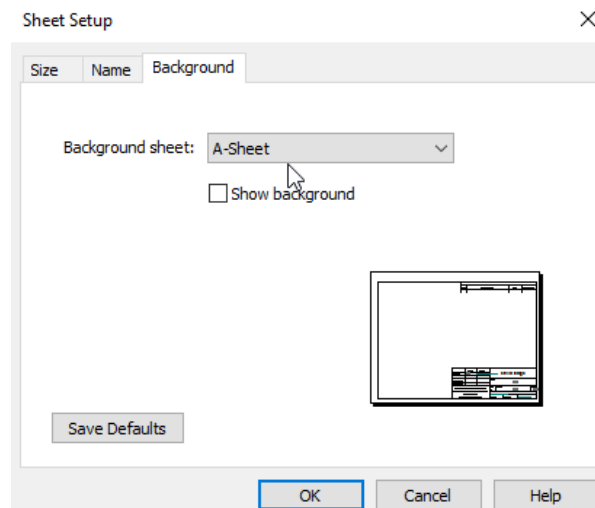 Sheet Setup
Size Name Background
Background sheet: A-Sheet
Show background
Save Defaults
OK Cancel Help